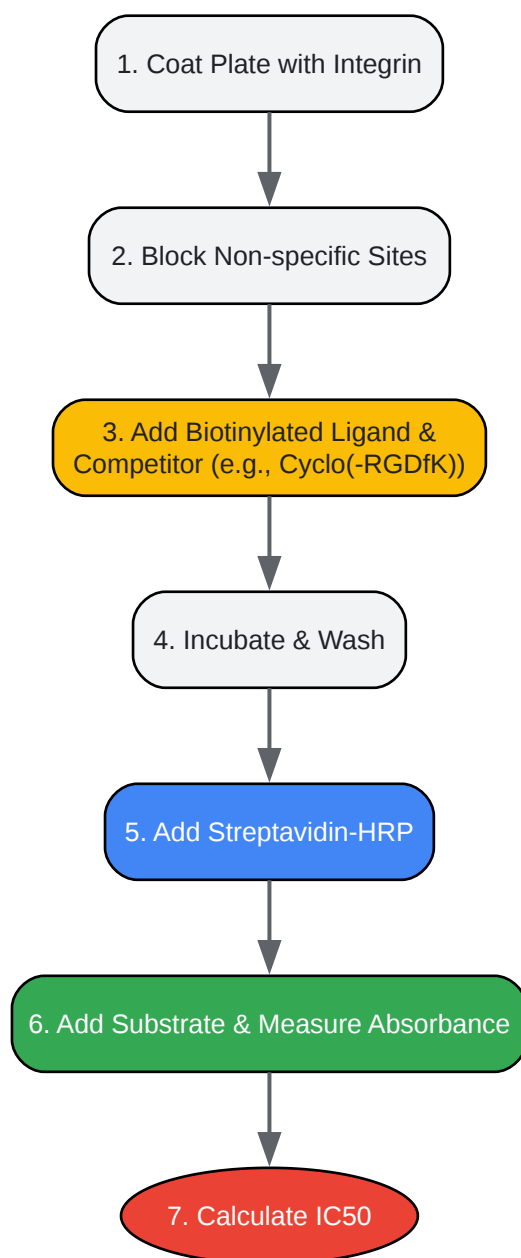 1. Coat Plate with Integrin
2. Block Non-specific Sites
3. Add Biotinylated Ligand &
Competitor (e.g., Cyclo(-RGDfK))
4. Incubate & Wash
5. Add Streptavidin-HRP
6. Add Substrate & Measure Absorbance
7. Calculate IC50